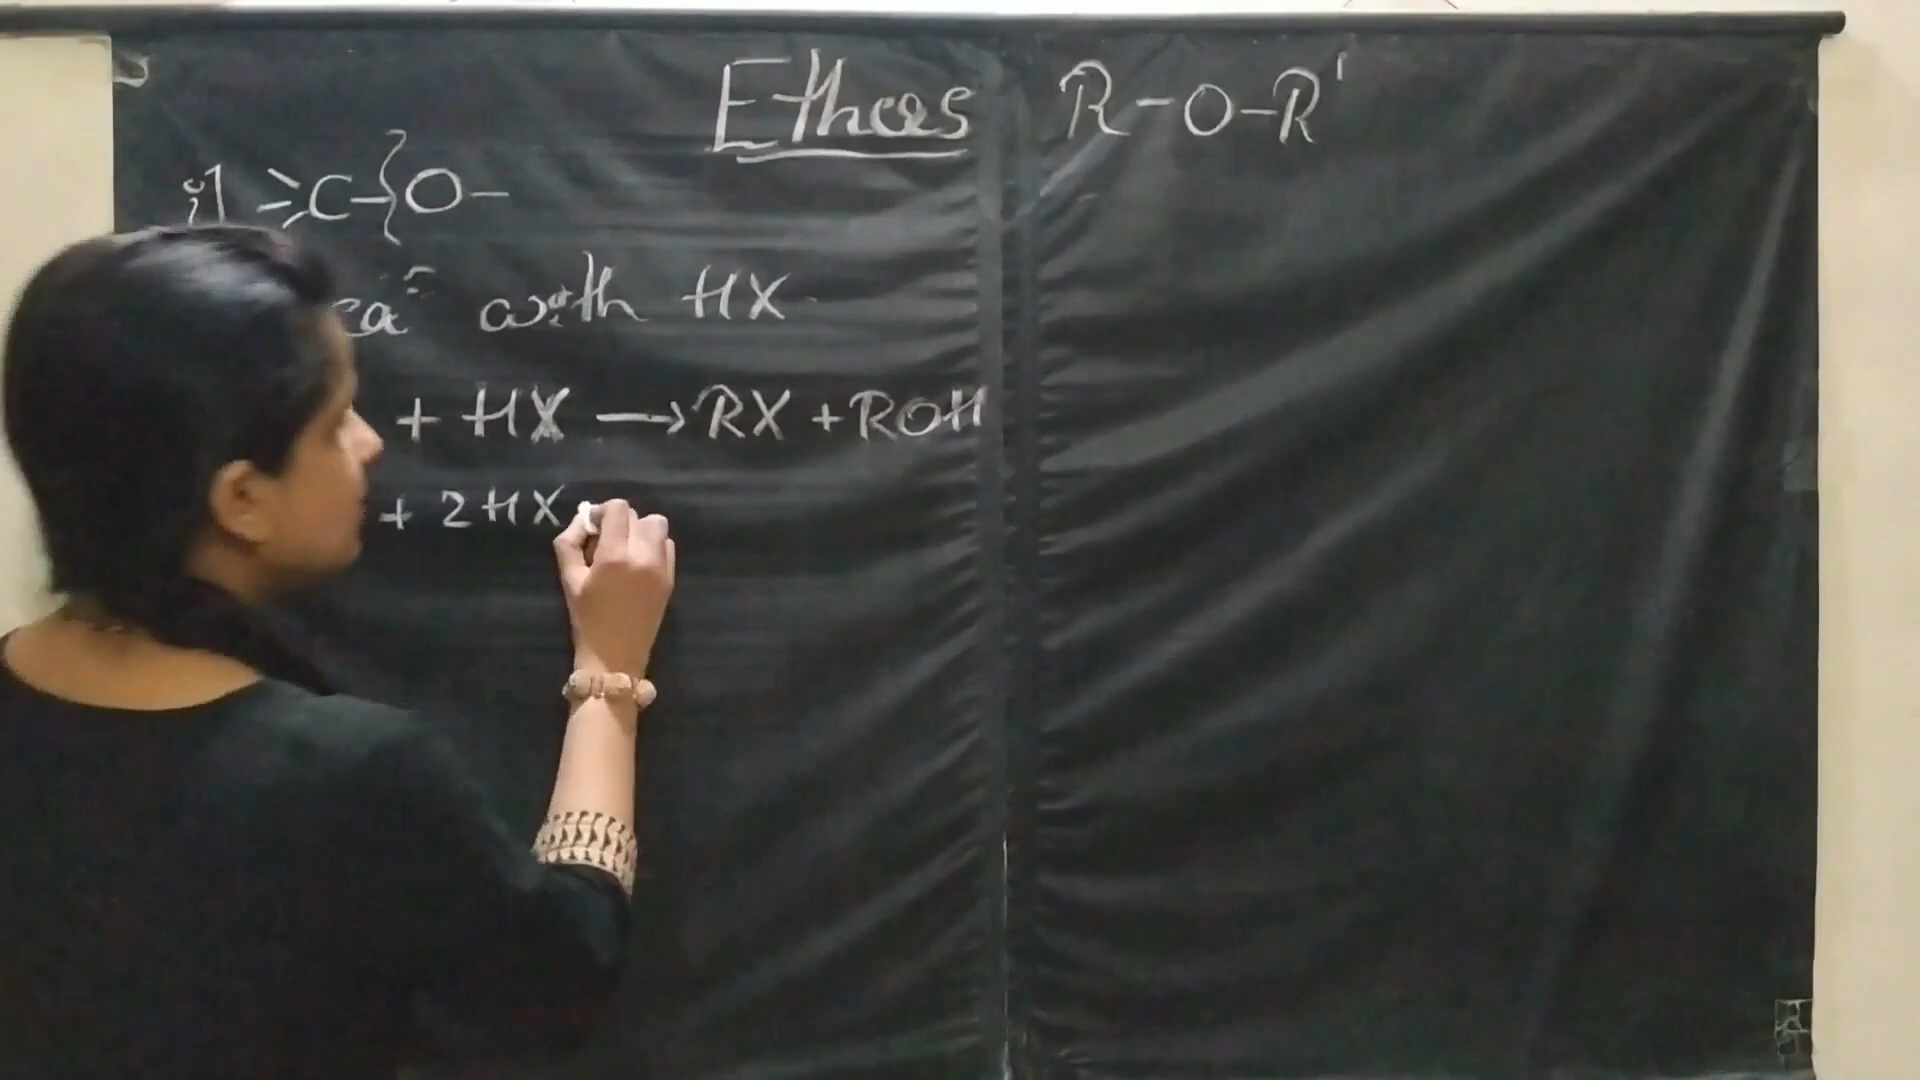 Ethers R-O-R'
i) >C-O-
with HX
+ HX → RX + ROH
+ 2HX